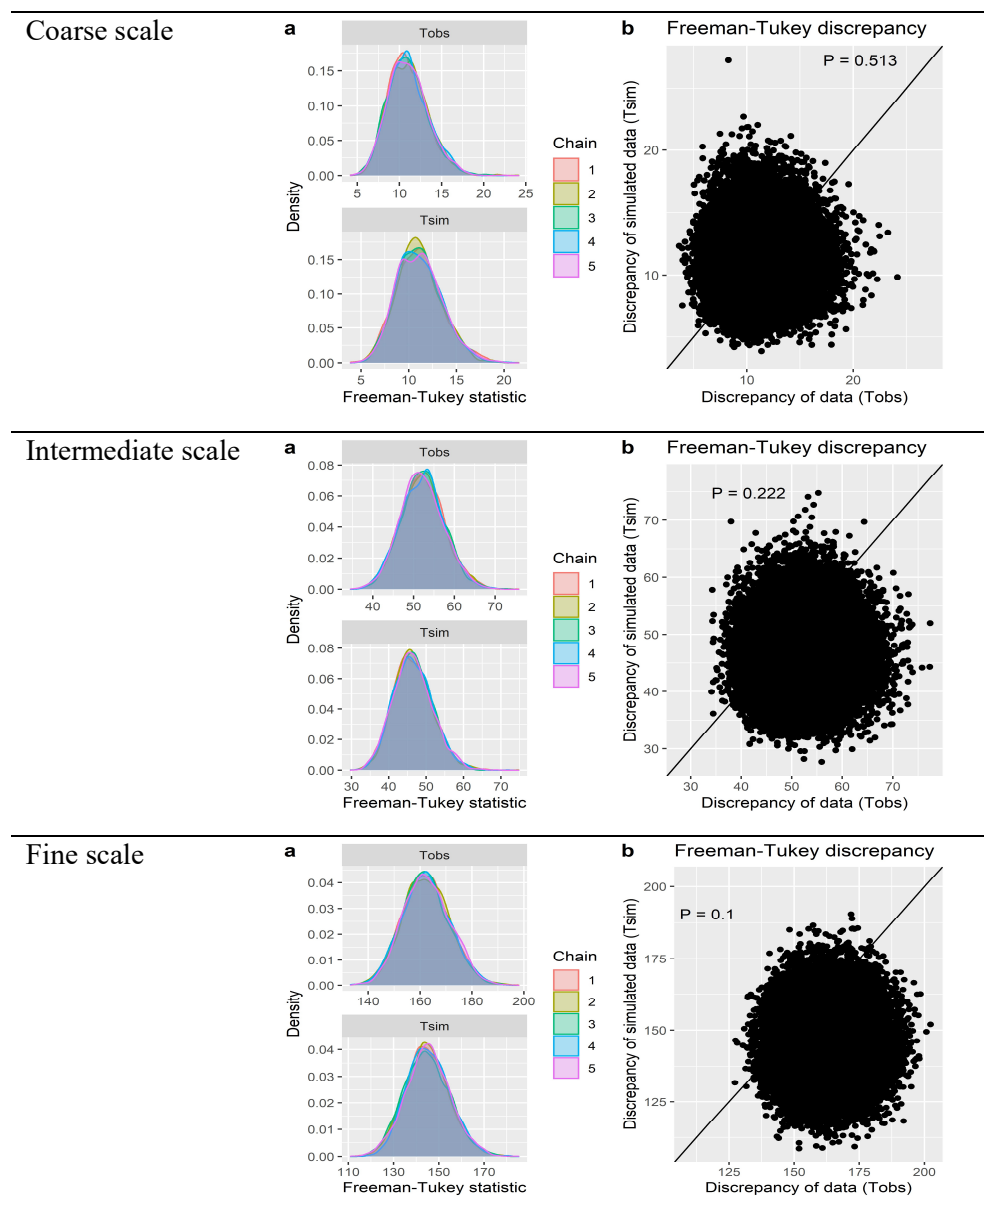 Coarse scale
a
Tobs
0.15
0.10
0.05
0.00
5 10 15 20 25
Tsim
0.15
0.10
0.05
0.00
5 10 15 20
Density
Freeman-Tukey statistic
Chain
1
2
3
4
5
b Freeman-Tukey discrepancy
P = 0.513
20
10
10 20
Discrepancy of simulated data (Tsim)
Discrepancy of data (Tobs)
Intermediate scale
a
Tobs
0.08
0.06
0.04
0.02
0.00
40 50 60 70
Tsim
0.08
0.06
0.04
0.02
0.00
30 40 50 60 70
Density
Freeman-Tukey statistic
Chain
1
2
3
4
5
b Freeman-Tukey discrepancy
P = 0.222
70
60
50
40
30
30 40 50 60 70
Discrepancy of simulated data (Tsim)
Discrepancy of data (Tobs)
Fine scale
a
Tobs
0.04
0.03
0.02
0.01
0.00
140 160 180 200
Tsim
0.04
0.03
0.02
0.01
0.00
110 130 150 170
Density
Freeman-Tukey statistic
Chain
1
2
3
4
5
b Freeman-Tukey discrepancy
P = 0.1
200
175
150
125
125 150 175 200
Discrepancy of simulated data (Tsim)
Discrepancy of data (Tobs)